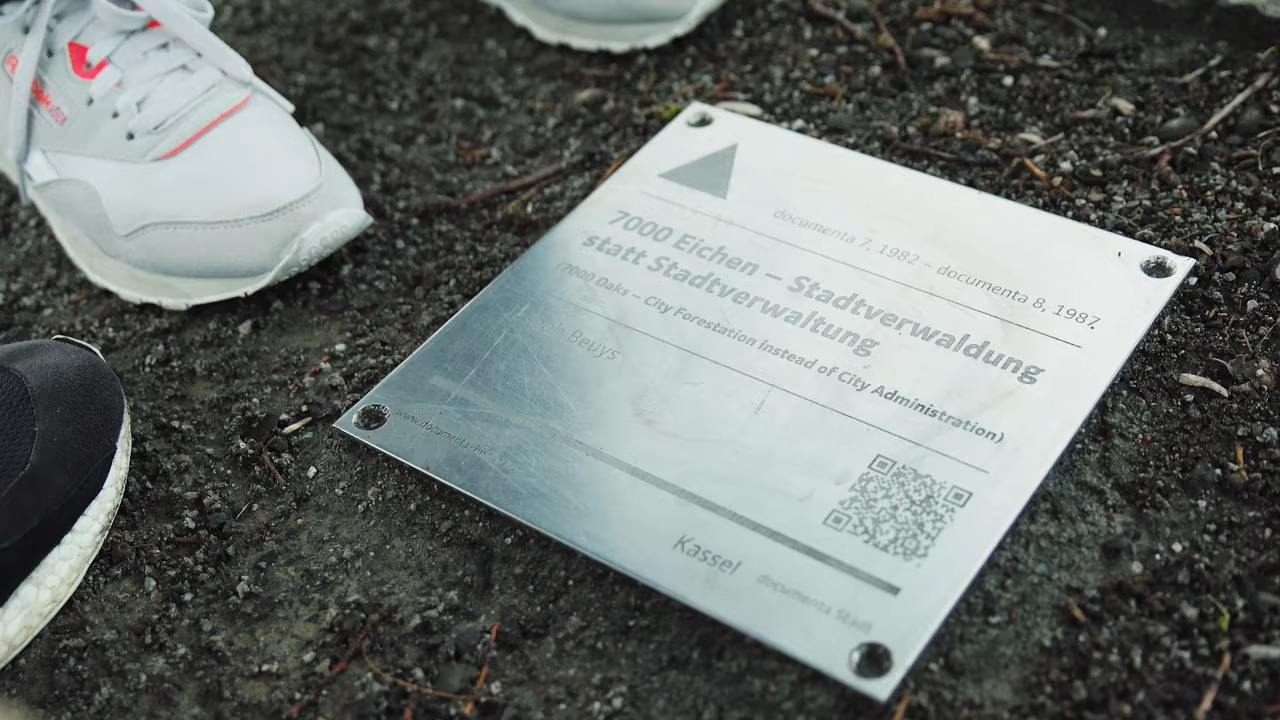 documenta 7, 1982 – documenta 8, 1987
7000 Eichen – Stadtverwaldung
statt Stadtverwaltung
(7000 Oaks – City Forestation instead of City Administration)
Beuys
Kassel
documenta Stadt